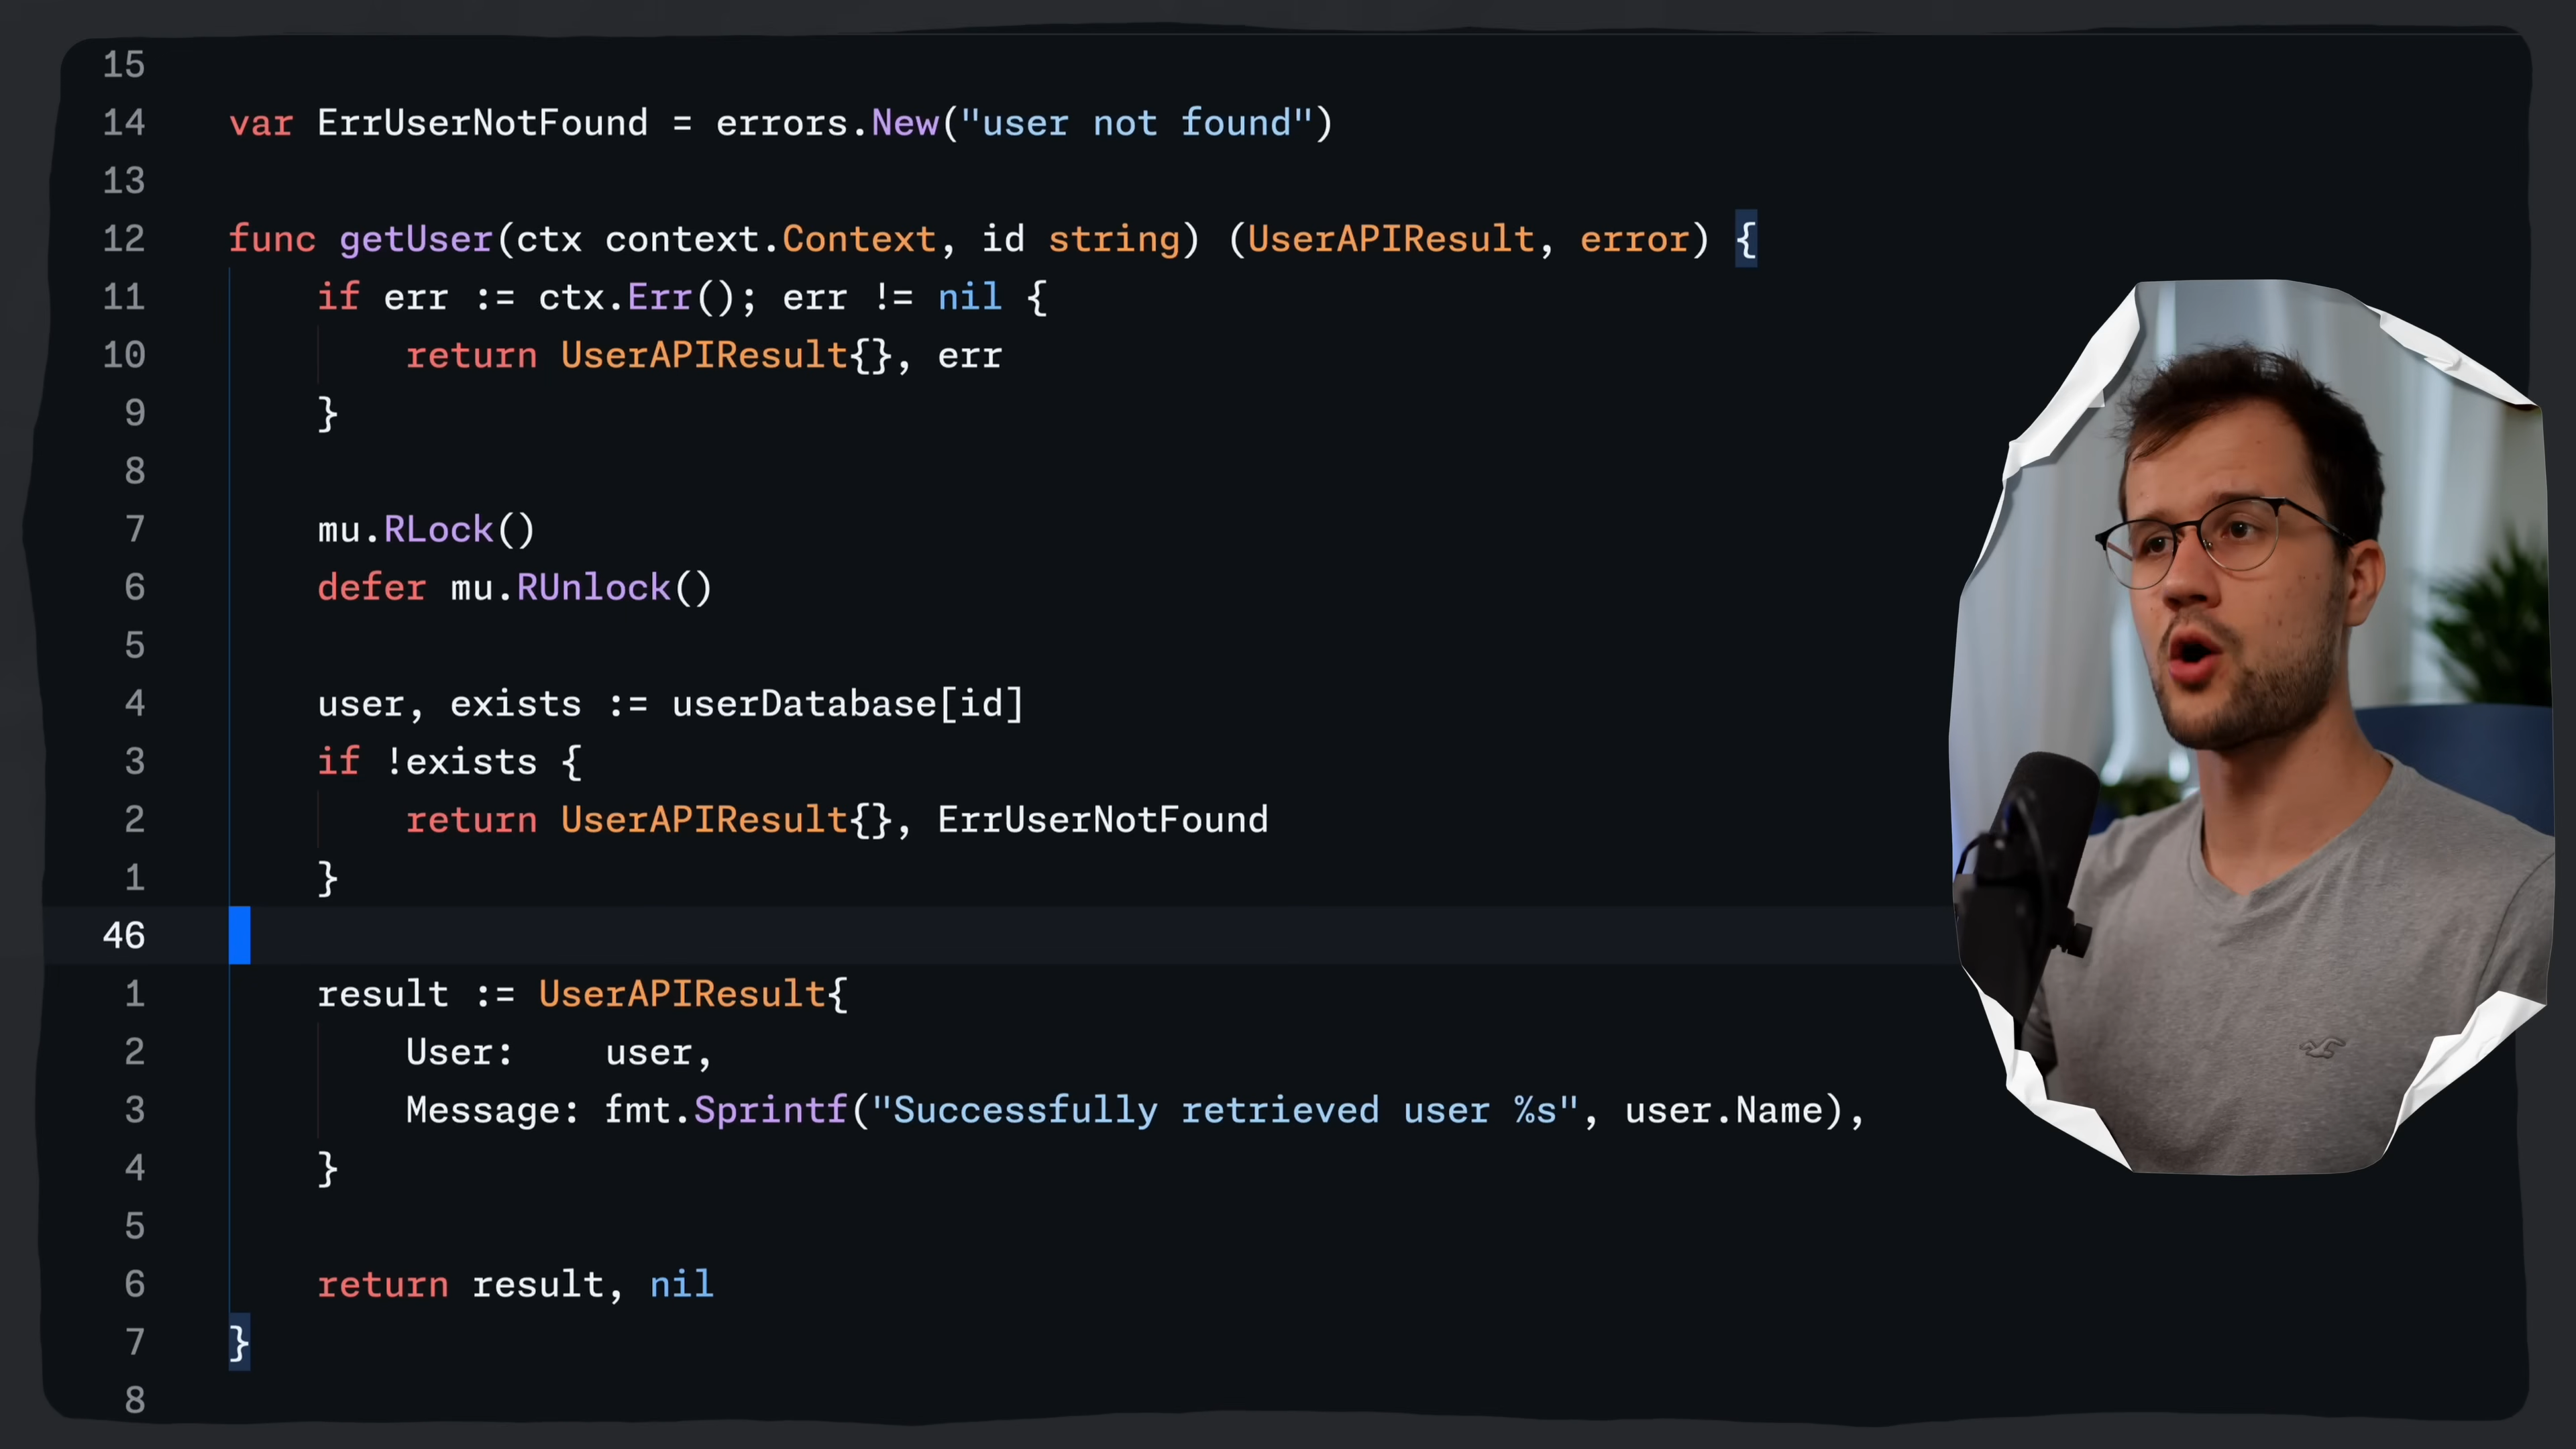 15
14 var ErrUserNotFound = errors.New("user not found")
13
12 func getUser(ctx context.Context, id string) (UserAPIResult, error) {
11 if err := ctx.Err(); err != nil {
10 return UserAPIResult{}, err
9 }
8
7 mu.RLock()
6 defer mu.RUnlock()
5
4 user, exists := userDatabase[id]
3 if !exists {
2 return UserAPIResult{}, ErrUserNotFound
1 }
46
1 result := UserAPIResult{
2 User: user,
3 Message: fmt.Sprintf("Successfully retrieved user %s", user.Name),
4 }
5
6 return result, nil
7 }
8